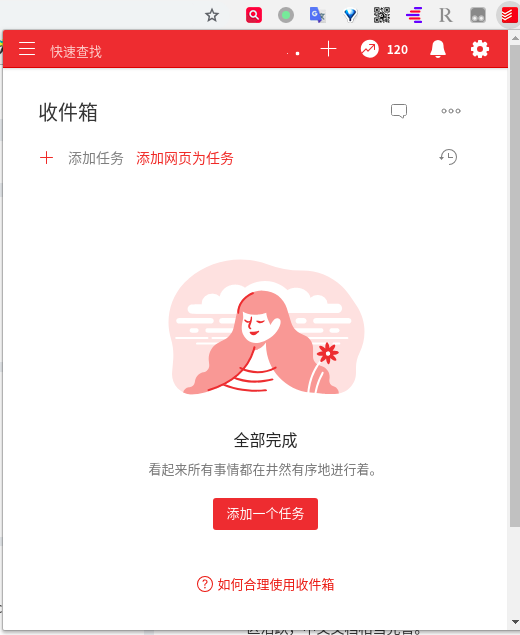 快速查找
120
收件箱
添加任务 添加网页为任务
全部完成
看起来所有事情都在井然有序地进行着。
添加一个任务
如何合理使用收件箱